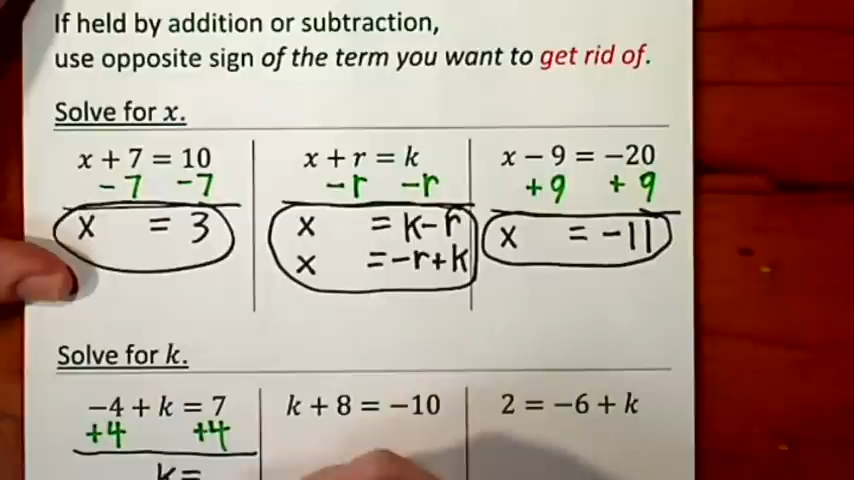 If held by addition or subtraction,
use opposite sign of the term you want to get rid of.
Solve for x.
x + 7 = 10
-7 -7
x = 3
x + r = k
-r -r
x = k-r
x = -r+k
x − 9 = −20
+9 +9
x = -11
Solve for k.
−4 + k = 7
+4 +4
k=
k + 8 = −10
2 = −6 + k